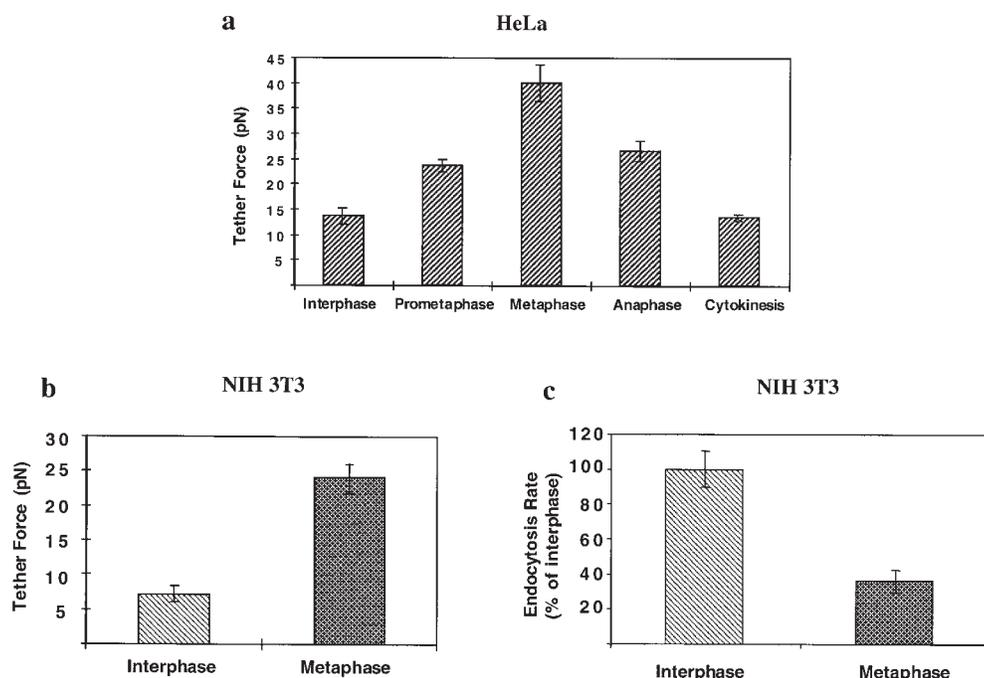 a
HeLa
Tether Force (pN)
45
40
35
30
25
20
15
10
5
Interphase Prometaphase Metaphase Anaphase Cytokinesis
b
NIH 3T3
Tether Force (pN)
30
25
20
15
10
5
Interphase Metaphase
c
NIH 3T3
Endocytosis Rate
(% of interphase)
120
100
80
60
40
20
Interphase Metaphase